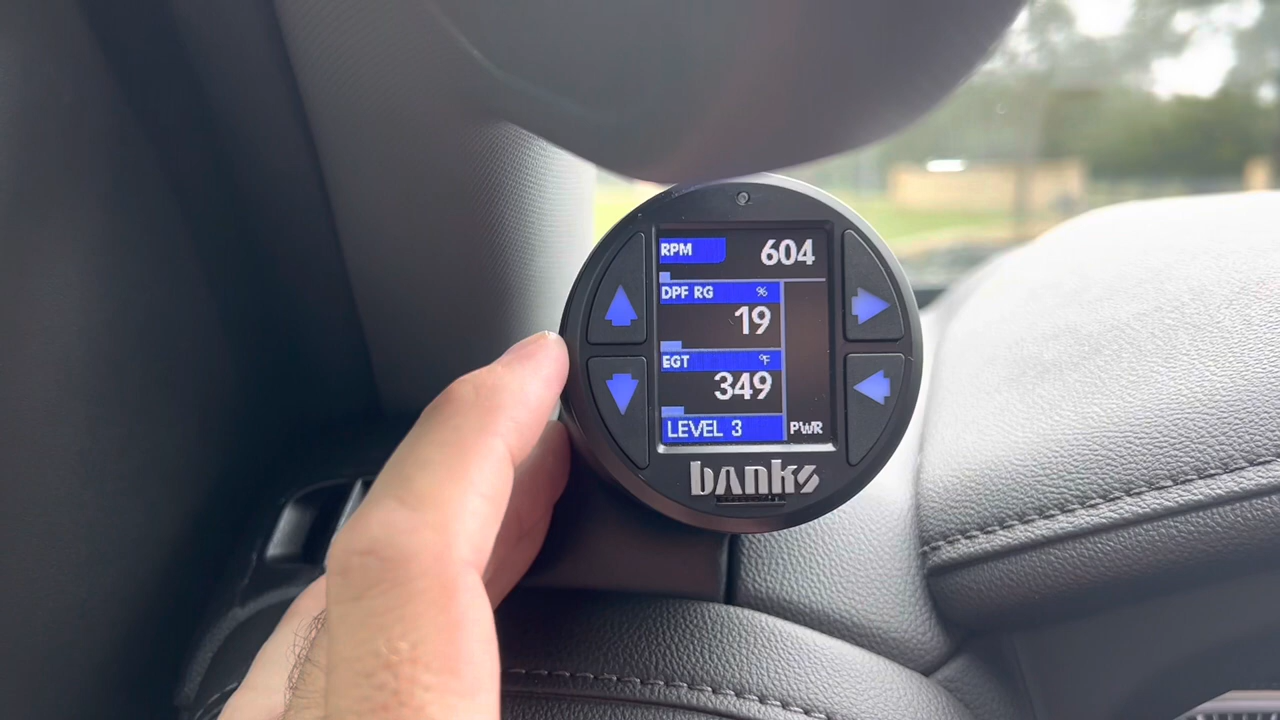 RPM 604
DPF RG %
19
EGT °F
349
LEVEL 3 PWR
banks